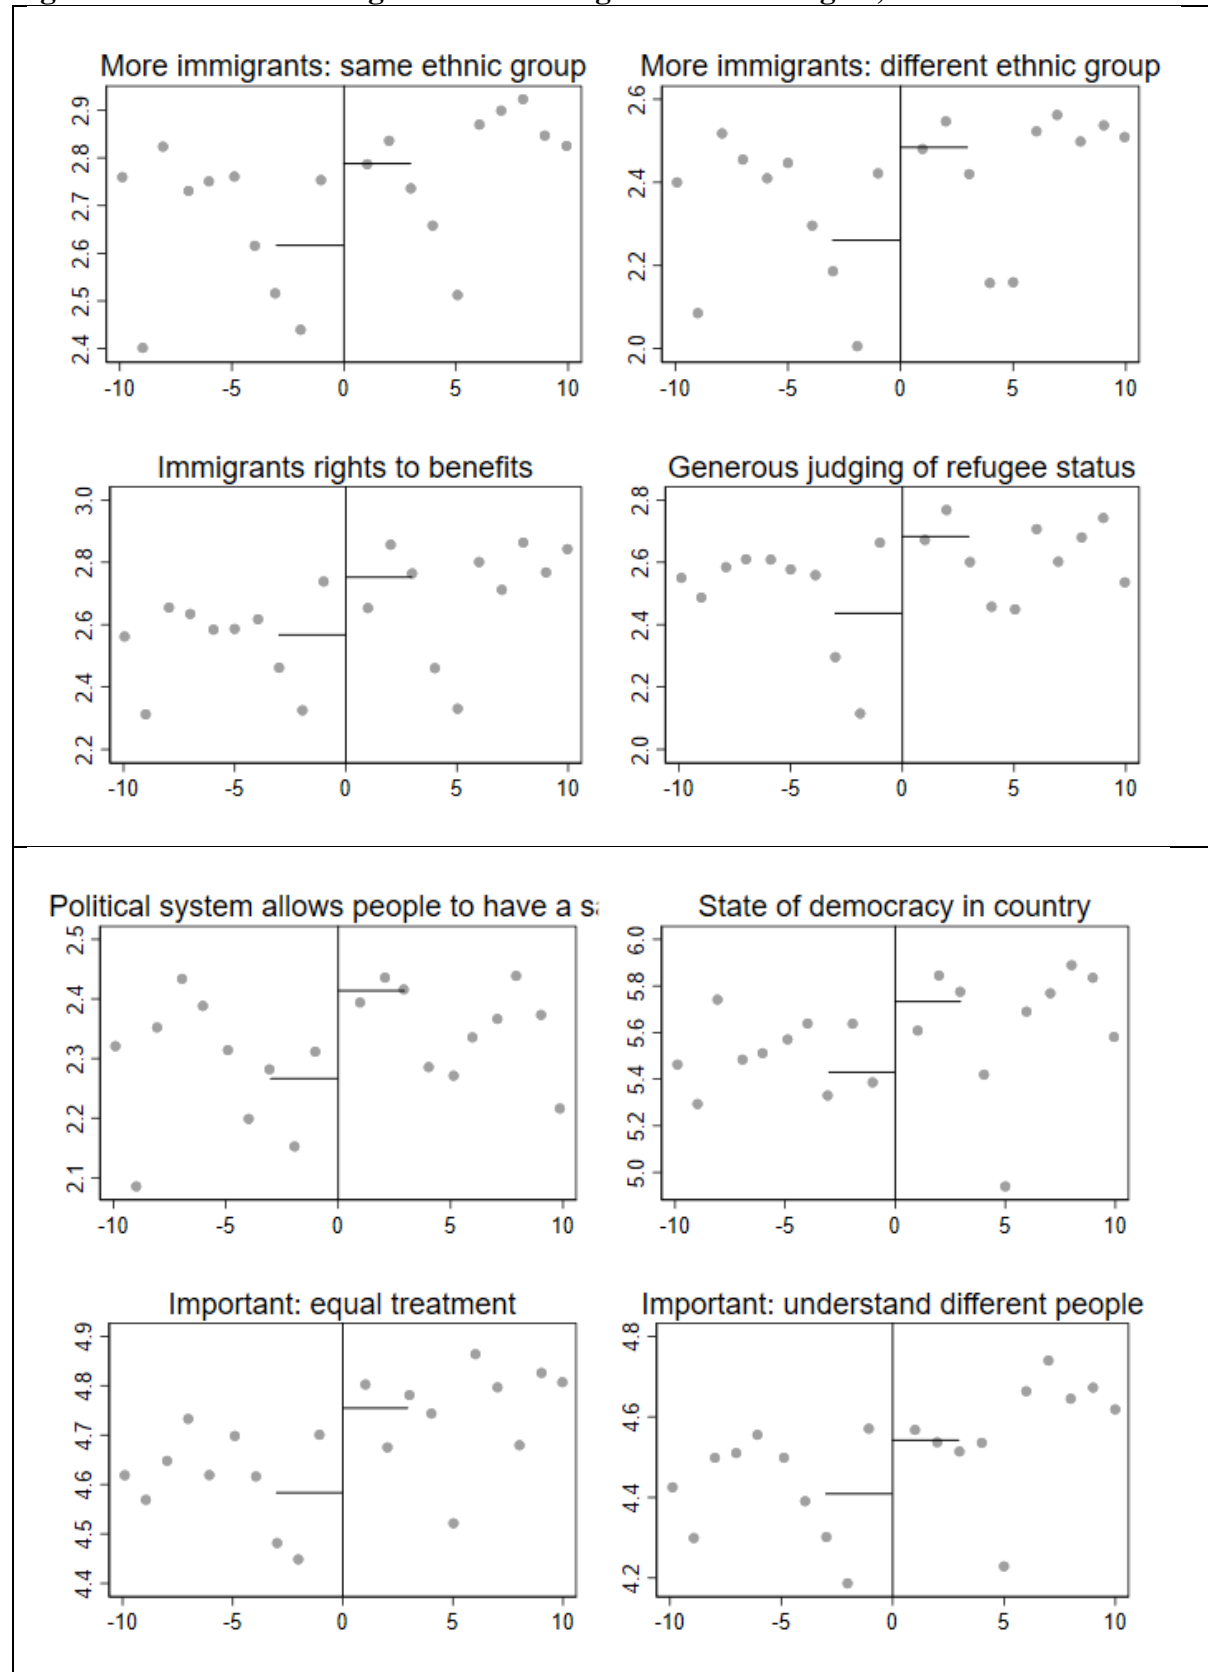 More immigrants: same ethnic group
2.9
2.8
2.7
2.6
2.5
2.4
-10 -5 0 5 10
More immigrants: different ethnic group
2.6
2.4
2.2
2.0
-10 -5 0 5 10
Immigrants rights to benefits
3.0
2.8
2.6
2.4
2.2
-10 -5 0 5 10
Generous judging of refugee status
2.8
2.6
2.4
2.2
2.0
-10 -5 0 5 10
Political system allows people to have a s
2.5
2.4
2.3
2.2
2.1
-10 -5 0 5 10
State of democracy in country
6.0
5.8
5.6
5.4
5.2
5.0
-10 -5 0 5 10
Important: equal treatment
4.9
4.8
4.7
4.6
4.5
4.4
-10 -5 0 5 10
Important: understand different people
4.8
4.6
4.4
4.2
-10 -5 0 5 10